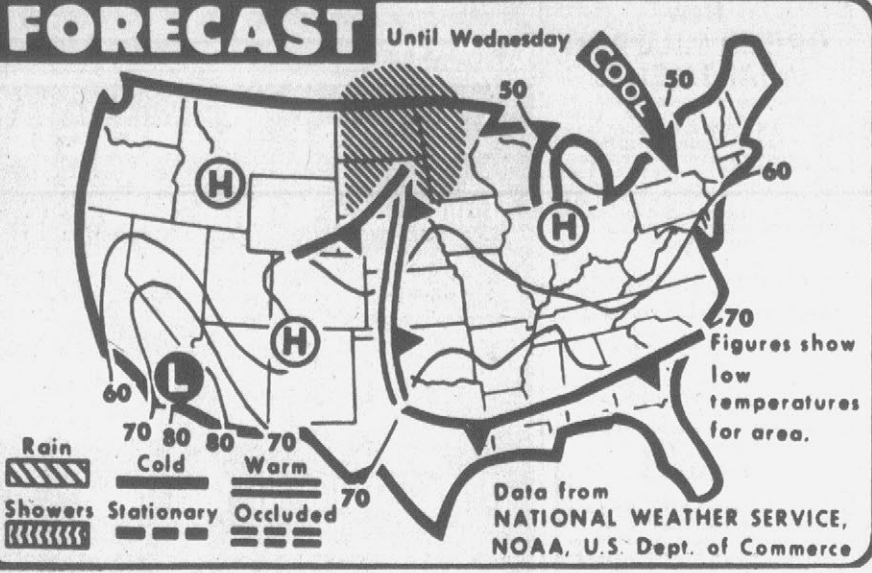 FORECAST
Until Wednesday
COOL
50
50
60
H
H
H
L
70
60
70
80
80
70
70
Figures show
low
temperatures
for area.
Rain
Cold
Warm
Showers
Stationary
Occluded
Data from
NATIONAL WEATHER SERVICE,
NOAA, U.S. Dept. of Commerce